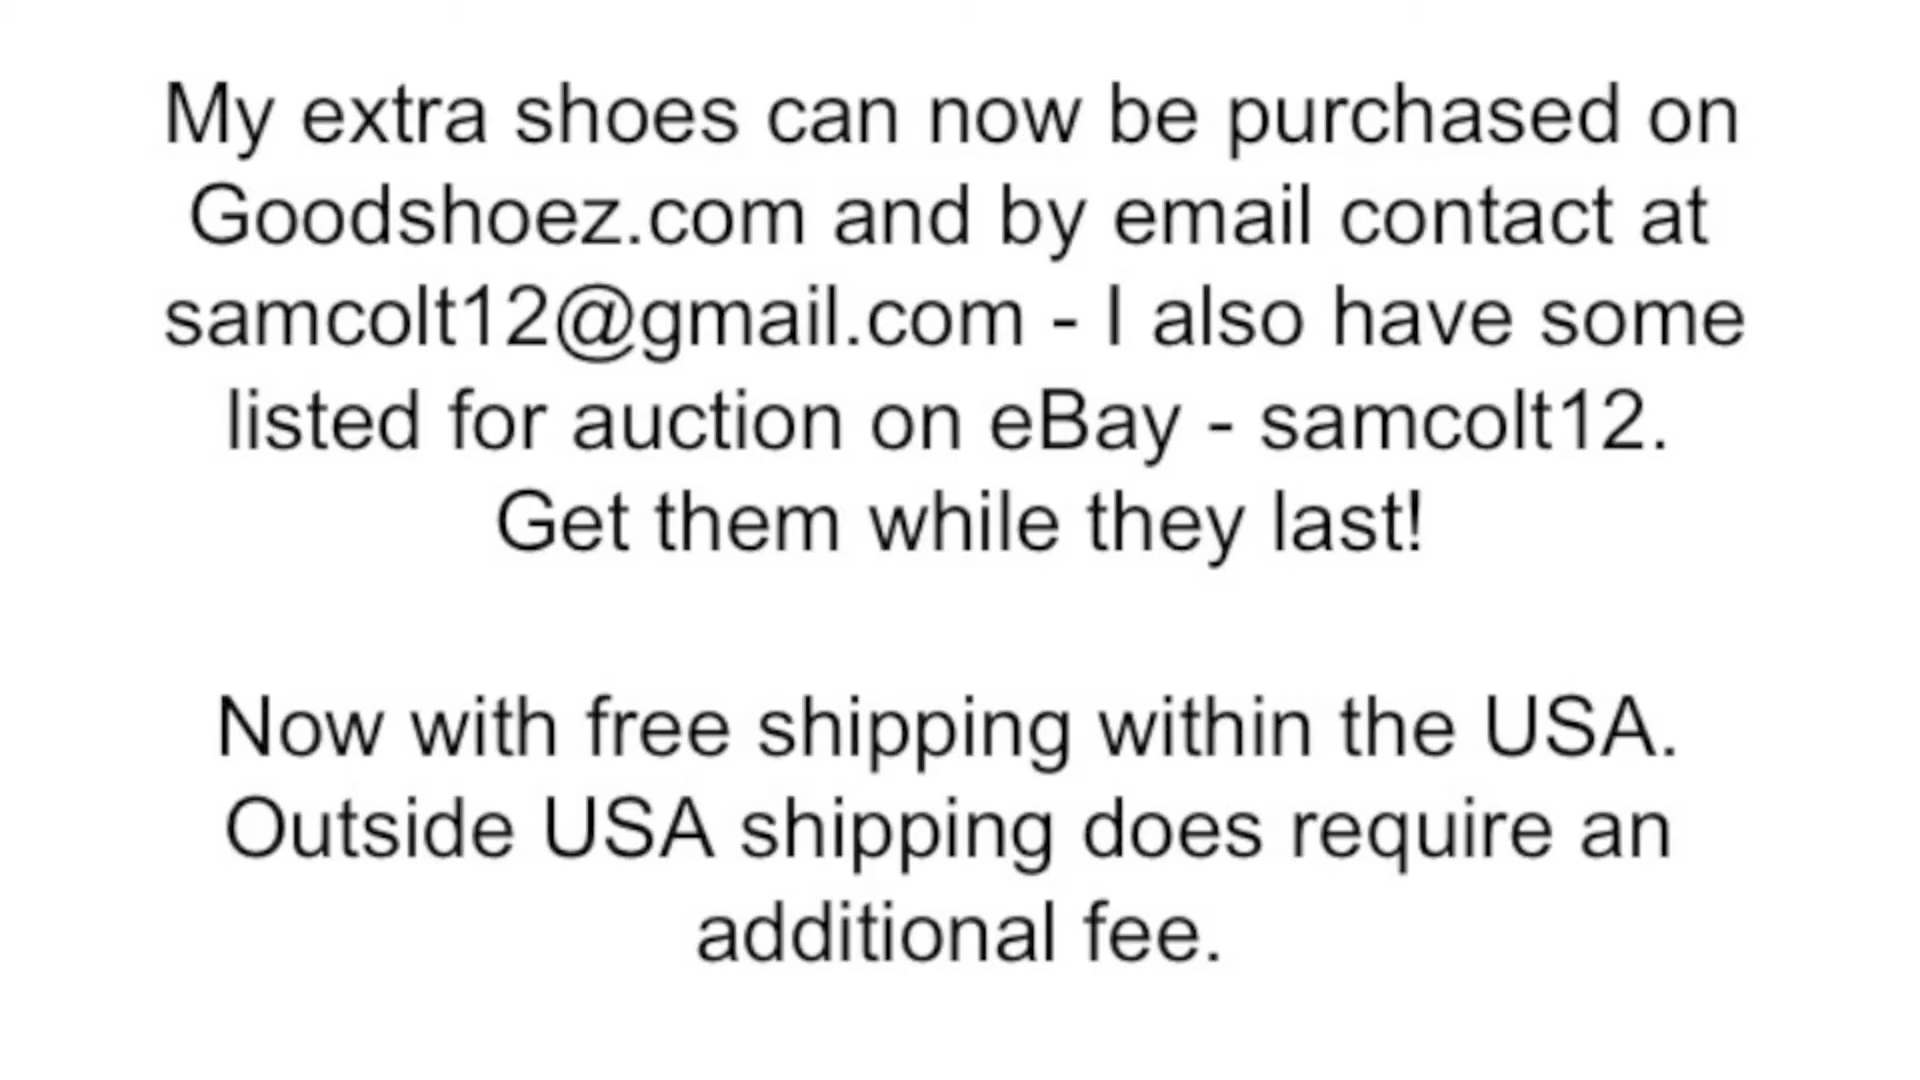 My extra shoes can now be purchased on
Goodshoez.com and by email contact at
samcolt12@gmail.com - I also have some
listed for auction on eBay - samcolt12.
Get them while they last!
Now with free shipping within the USA.
Outside USA shipping does require an
additional fee.